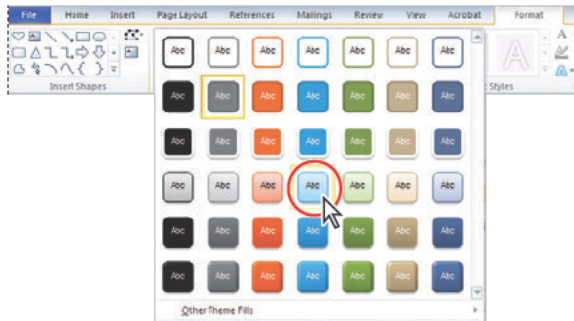 File Home Insert Page Layout References Mailings Review View Acrobat Format
Abc Abc Abc Abc Abc Abc Abc
A
A
A
Insert Shapes
Styles
Abc Abc Abc Abc Abc Abc Abc
Abc Abc Abc Abc Abc Abc Abc
Abc Abc Abc Abc Abc Abc Abc
Abc Abc Abc Abc Abc Abc Abc
Abc Abc Abc Abc Abc Abc Abc
Other Theme Fills